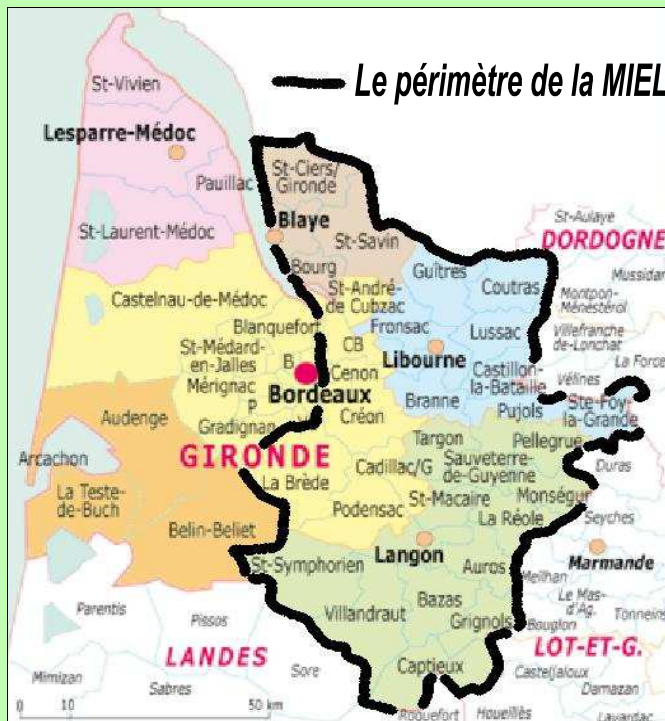 Le périmètre de la MIEL
St-Vivien
Lesparre-Médoc
Pauillac
St-Ciers/
Gironde
St-Laurent-Médoc
Blaye
St-Savin
Bourg
St-Aulaye
DORDOGNE
Guîtres
Coutras
Mussidan
Montpon-
Ménestérol
Castelnau-de-Médoc
St-André-
de Cubzac
Blanquefort
Fronsac
Lussac
Villefranche
de-Lonchat
St-Médard-
en-Jalles
B
CB
Libourne
La Force
Mérignac
Cenon
Castillon-
la-Bataille
Vélines
Bordeaux
P
Branne
Pujols
Ste-Foy-
la-Grande
Audenge
Gradignan
Créon
Targon
Pellegrue
Arcachon
GIRONDE
Cadillac/G
Sauveterre-
de-Guyenne
Duras
La Brède
La Teste-
de-Buch
St-Macaire
Monségur
Podensac
La Réole
Seyches
Belin-Beliet
Langon
St-Symphorien
Auros
Marmande
Meilhan
Bazas
Le Mas-
d'Ag.
Parentis
Villandraut
Tonneins
Pissos
Grignols
Bouglon
LANDES
LOT-ET-G.
Sore
Captieux
Casteljaloux
Mimizan
Sabres
Damazan
0 10 50 km
Roquefort
Houeillès
Lavardac